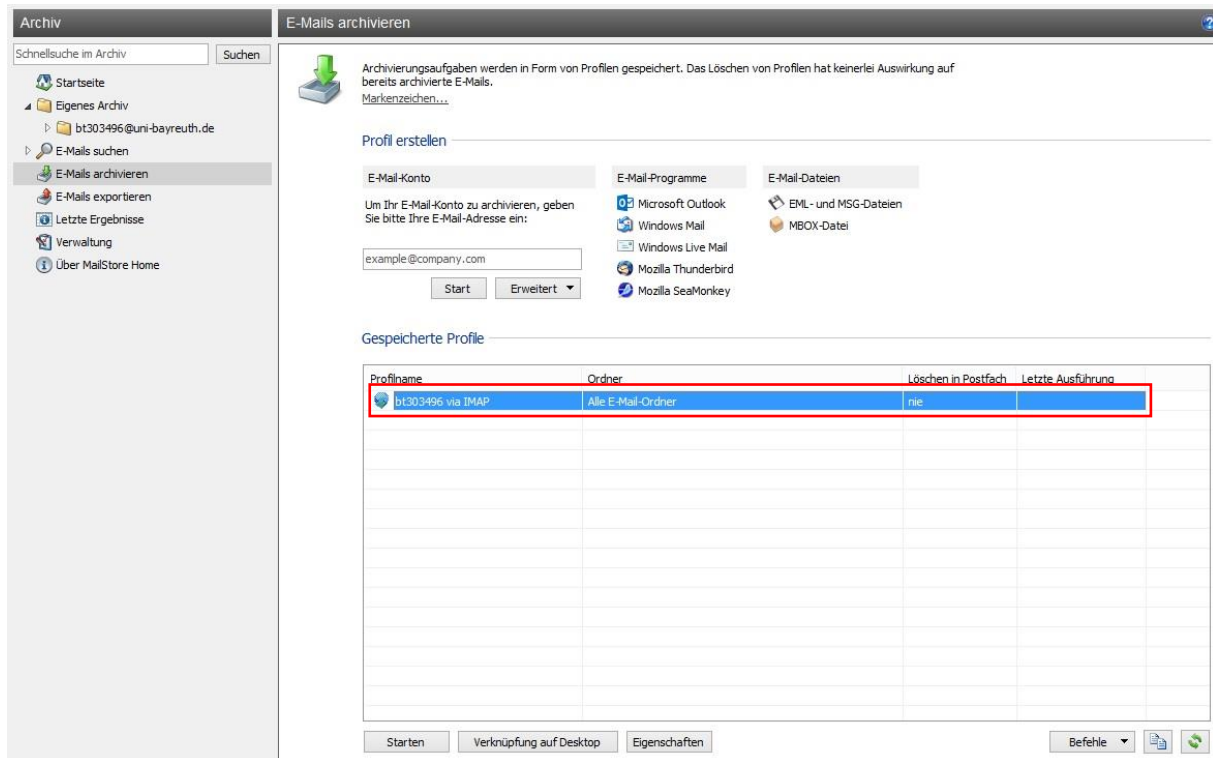 Archiv
E-Mails archivieren
Schnellsuche im Archiv
Suchen
Startseite
Eigenes Archiv
bt303496@uni-bayreuth.de
E-Mails suchen
E-Mails archivieren
E-Mails exportieren
Letzte Ergebnisse
Verwaltung
Über MailStore Home
Archivierungsaufgaben werden in Form von Profilen gespeichert. Das Löschen von Profilen hat keinerlei Auswirkung auf
bereits archivierte E-Mails.
Markenzeichen...
Profil erstellen
E-Mail-Konto
Um Ihr E-Mail-Konto zu archivieren, geben
Sie bitte Ihre E-Mail-Adresse ein:
example@company.com
Start
Erweitert
E-Mail-Programme
Microsoft Outlook
Windows Mail
Windows Live Mail
Mozilla Thunderbird
Mozilla SeaMonkey
E-Mail-Dateien
EML- und MSG-Dateien
MBOX-Datei
Gespeicherte Profile
Profilname Ordner Löschen in Postfach Letzte Ausführung
bt303496 via IMAP Alle E-Mail-Ordner nie
Starten
Verknüpfung auf Desktop
Eigenschaften
Befehle